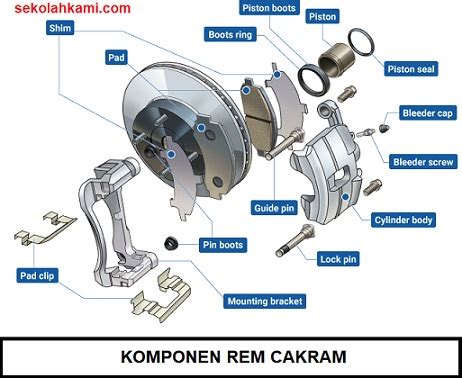 sekolahkami.com
Piston boots
Piston
Shim
Boots ring
Pad
Piston seal
Bleeder cap
Bleeder screw
Guide pin
Cylinder body
Pin boots
Lock pin
Pad clip
Mounting bracket
KOMPONEN REM CAKRAM